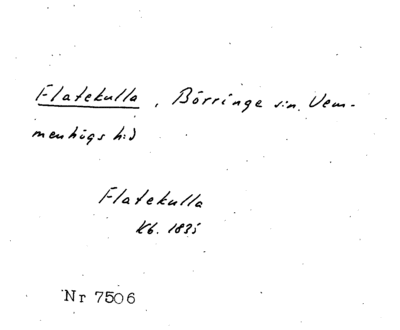 Flatekulla, Börringe sn. Vem-
menhögs hd
Flatekulla
Kb. 1835
Nr 7506